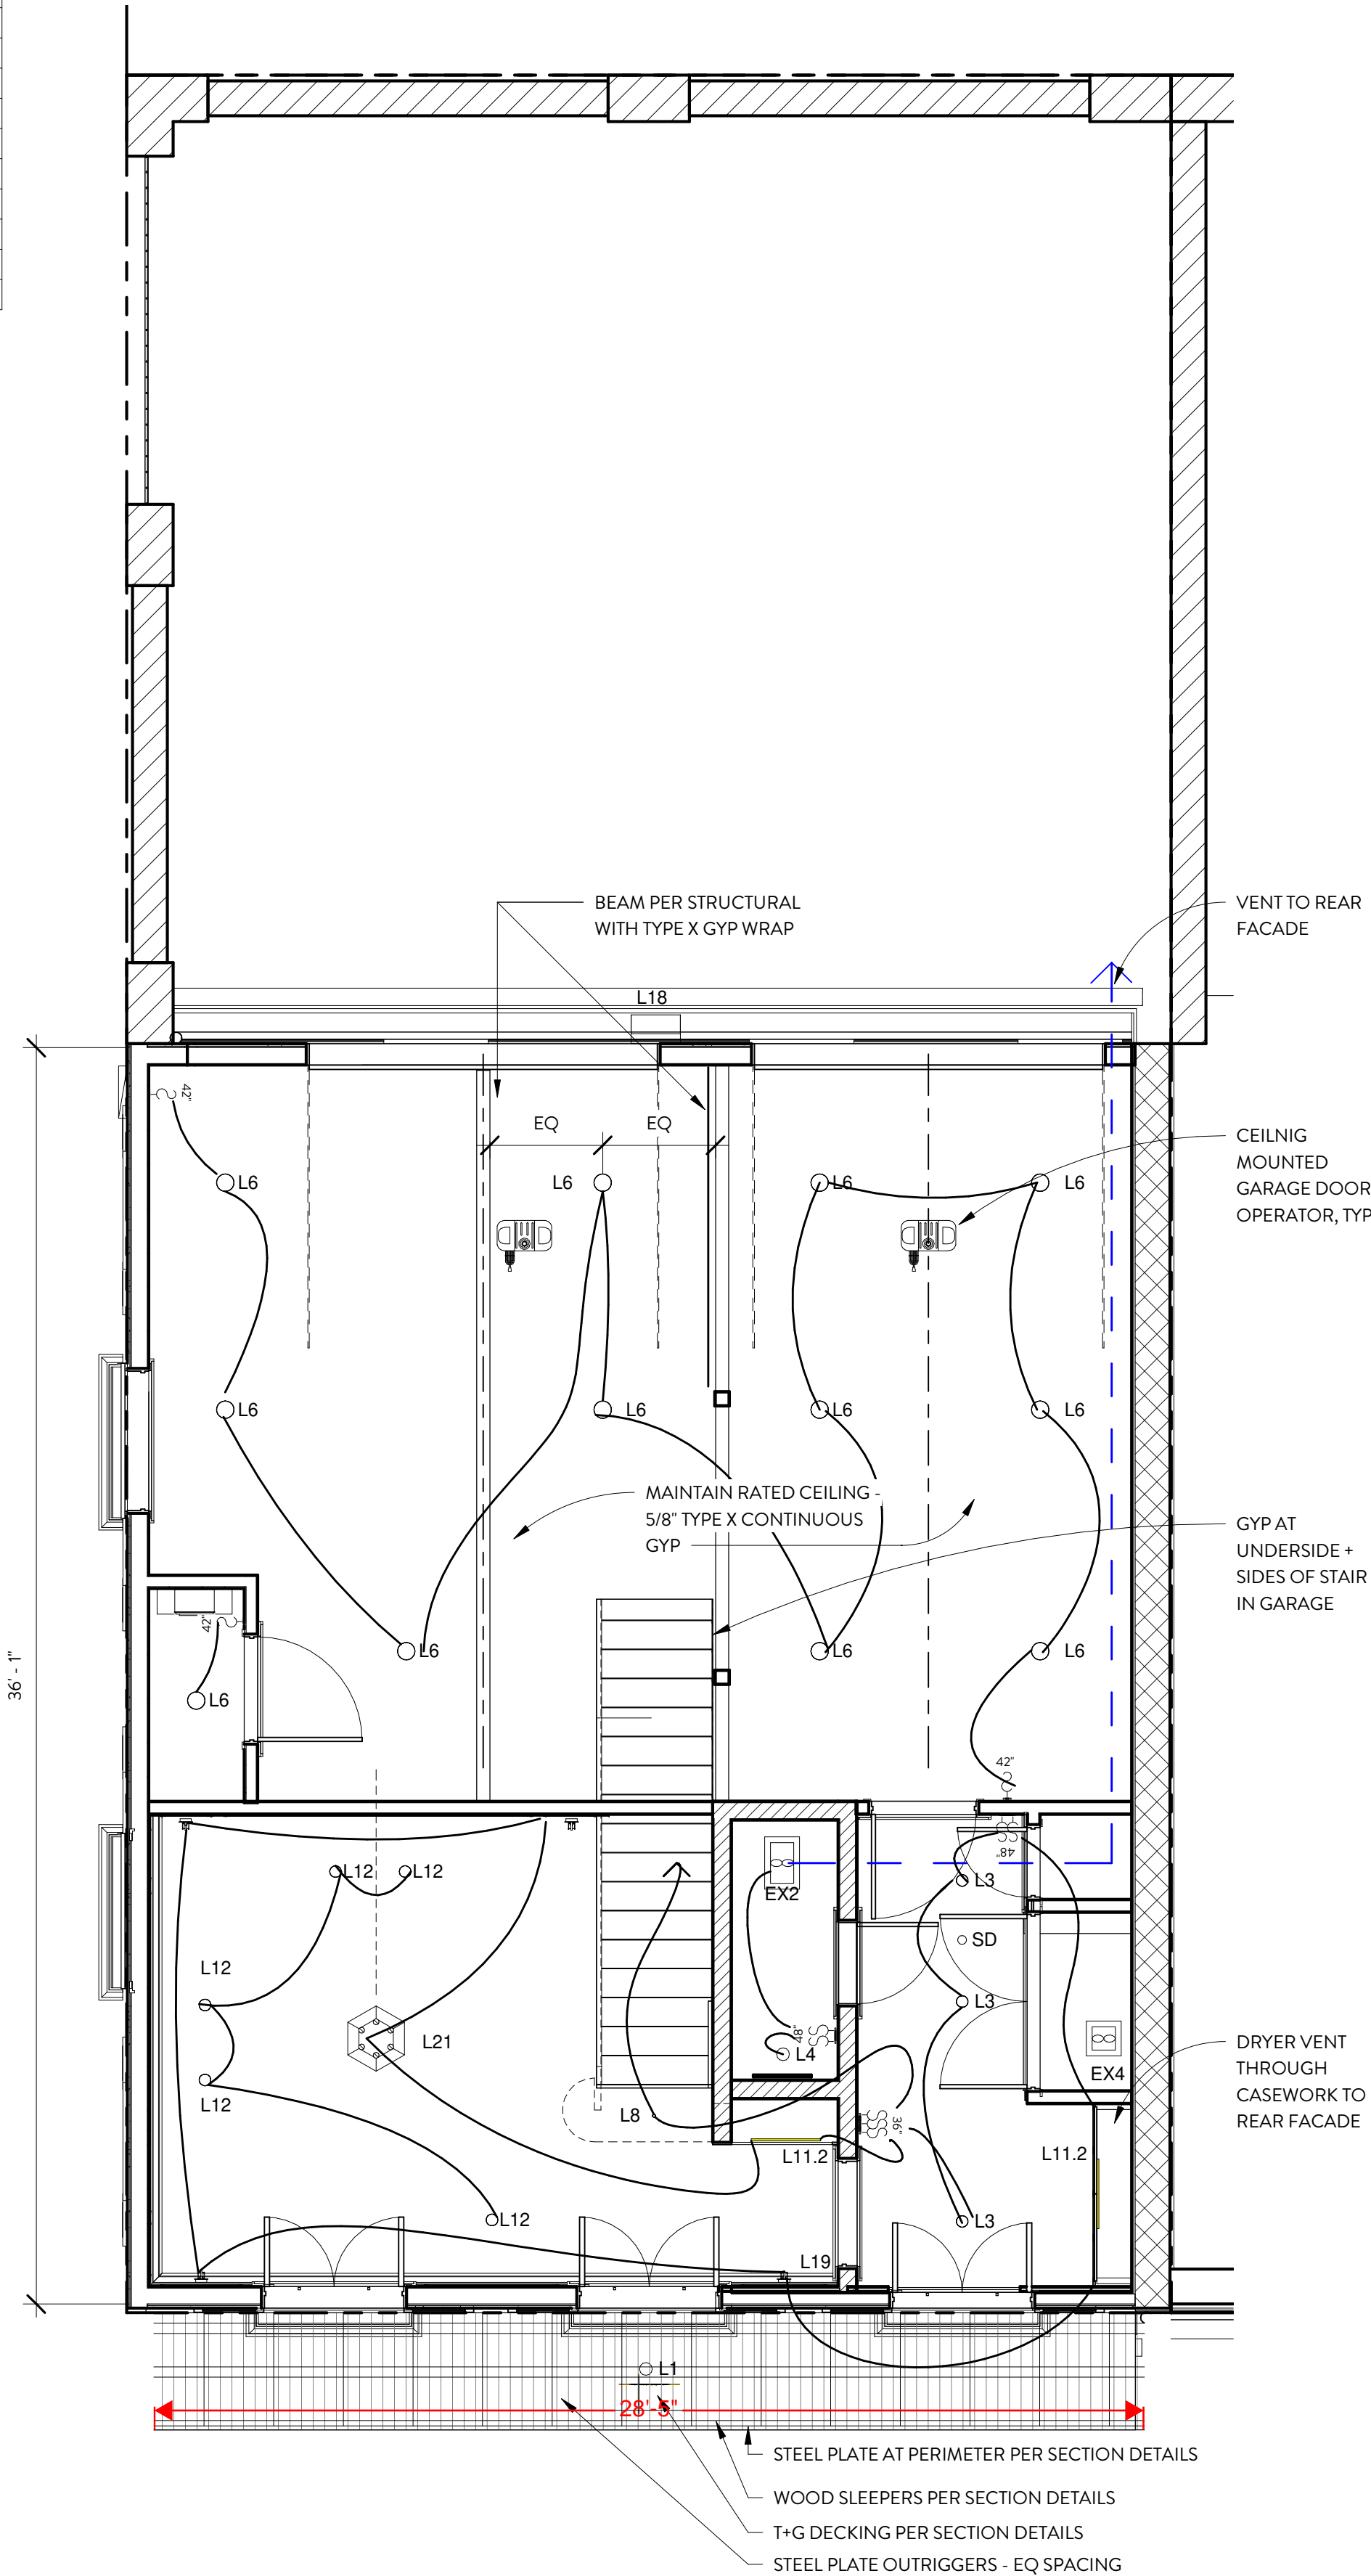 BEAM PER STRUCTURAL
WITH TYPE X GYP WRAP
VENT TO REAR
FACADE
L18
42"
EQ
EQ
CEILNIG
MOUNTED
GARAGE DOOR
OPERATOR, TYP
L6
L6
L6
L6
L6
L6
L6
L6
MAINTAIN RATED CEILING -
5/8" TYPE X CONTINUOUS
GYP
GYP AT
UNDERSIDE +
SIDES OF STAIR
IN GARAGE
36' - 1"
42"
L6
L6
L6
L6
42"
48"
L12
L12
EX2
L3
SD
L12
L3
L21
48"
L4
EX4
DRYER VENT
THROUGH
CASEWORK TO
REAR FACADE
L12
L8
36"
L11.2
L11.2
L12
L3
L19
L1
28'-5"
STEEL PLATE AT PERIMETER PER SECTION DETAILS
WOOD SLEEPERS PER SECTION DETAILS
T+G DECKING PER SECTION DETAILS
STEEL PLATE OUTRIGGERS - EQ SPACING